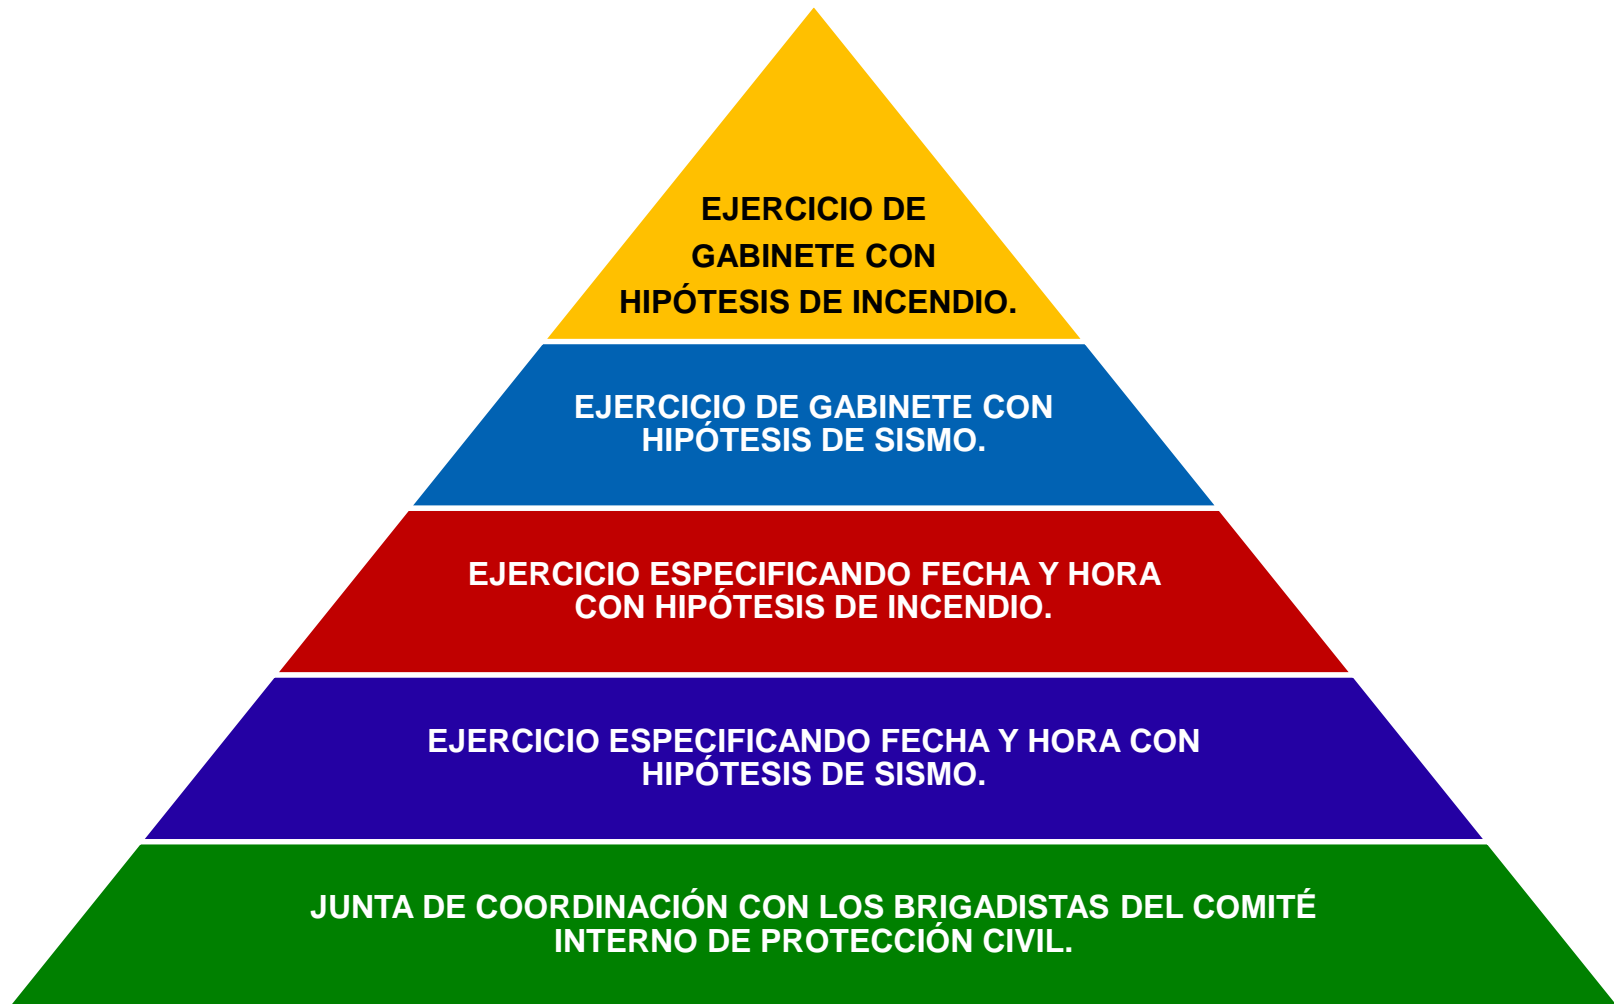 EJERCICIO DE
GABINETE CON
HIPÓTESIS DE INCENDIO.
EJERCICIO DE GABINETE CON
HIPÓTESIS DE SISMO.
EJERCICIO ESPECIFICANDO FECHA Y HORA
CON HIPÓTESIS DE INCENDIO.
EJERCICIO ESPECIFICANDO FECHA Y HORA CON
HIPÓTESIS DE SISMO.
JUNTA DE COORDINACIÓN CON LOS BRIGADISTAS DEL COMITÉ
INTERNO DE PROTECCIÓN CIVIL.